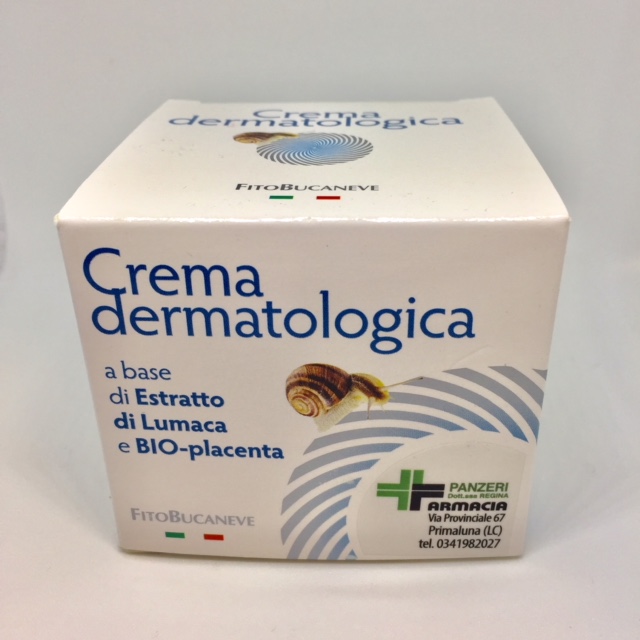 Crema
dermatologica
FITOBUCANEVE
Crema
dermatologica
a base
di Estratto
di Lumaca
e BIO-placenta
FITOBUCANEVE
PANZERI
Dott.ssa REGINA
FARMACIA
Via Provinciale 67
Primaluna (LC)
tel. 0341982027